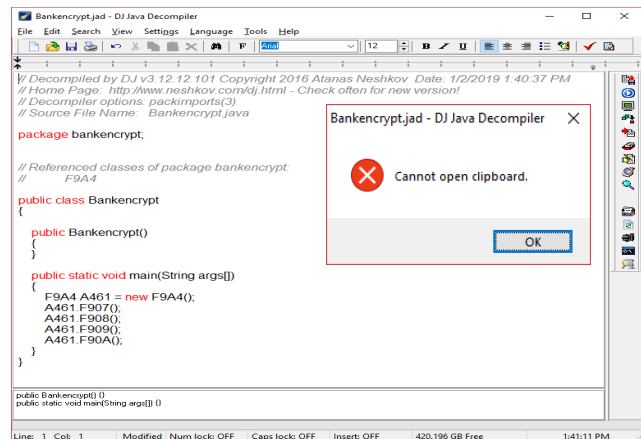 Bankencrypt.jad - DJ Java Decompiler
File Edit Search View Settings Language Tools Help
Arial 12
// Decompiled by DJ v3.12.12.101 Copyright 2016 Atanas Neshkov  Date: 1/2/2019 1:40:37 PM
// Home Page:  http://www.neshkov.com/dj.html - Check often for new version!
// Decompiler options: packimports(3)
// Source File Name:   Bankencrypt.java
package bankencrypt;
// Referenced classes of package bankencrypt:
//            F9A4
public class Bankencrypt
{
public Bankencrypt()
{
}
public static void main(String args[])
{
F9A4 A461 = new F9A4();
A461.F907();
A461.F908();
A461.F909();
A461.F90A();
}
}
Bankencrypt.jad - DJ Java Decompiler
Cannot open clipboard.
OK
public Bankencrypt() {}
public static void main(String args[]) {}
Line: 1 Col: 1 Modified Num lock: OFF Caps lock: OFF Insert: OFF 420,196 GB Free 1:41:11 PM